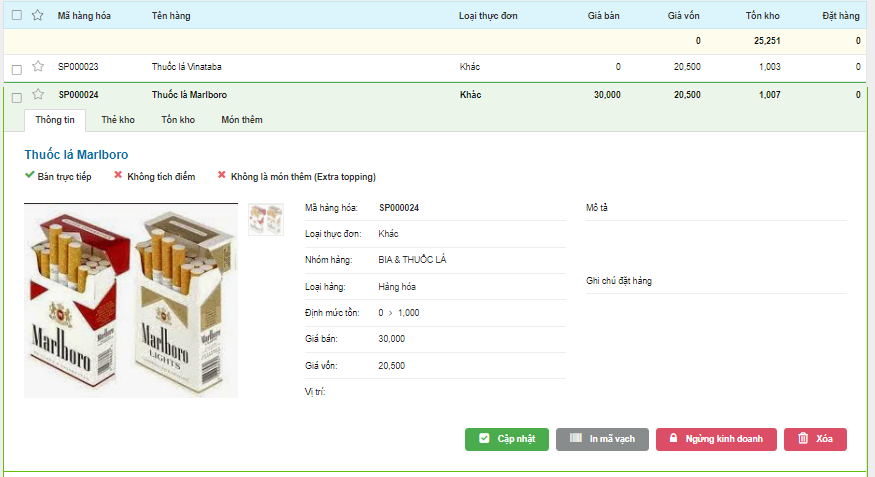 Mã hàng hóa Tên hàng Loại thực đơn Giá bán Giá vốn Tồn kho Đặt hàng
0 25,251 0
SP000023 Thuốc lá Vinataba Khác 0 20,500 1,003 0
SP000024 Thuốc lá Marlboro Khác 30,000 20,500 1,007 0
Thông tin Thẻ kho Tồn kho Món thêm
Thuốc lá Marlboro
Bán trực tiếp Không tích điểm Không là món thêm (Extra topping)
Mã hàng hóa: SP000024
Loại thực đơn: Khác
Nhóm hàng: BIA & THUỐC LÁ
Loại hàng: Hàng hóa
Định mức tồn: 0 > 1,000
Giá bán: 30,000
Giá vốn: 20,500
Vị trí:
Mô tả
Ghi chú đặt hàng
Marlboro
Marlboro
LIGHTS
Cập nhật In mã vạch Ngừng kinh doanh Xóa